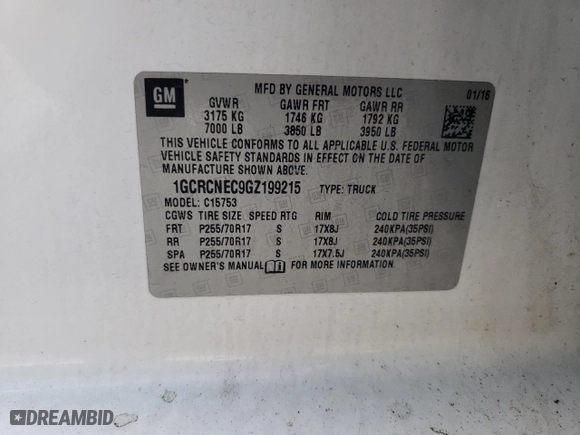 GM
MFD BY GENERAL MOTORS LLC 01/16
GVWR GAWR FRT GAWR RR
3175 KG 1746 KG 1792 KG
7000 LB 3850 LB 3950 LB
THIS VEHICLE CONFORMS TO ALL APPLICABLE U.S. FEDERAL MOTOR
VEHICLE SAFETY STANDARDS IN EFFECT ON THE DATE OF
MANUFACTURE SHOWN ABOVE.
1GCRCNEC9GZ199215 TYPE: TRUCK
MODEL: C15753
CGWS TIRE SIZE SPEED RTG RIM COLD TIRE PRESSURE
FRT P255/70R17 S 17X8J 240KPA(35PSI)
RR P255/70R17 S 17X8J 240KPA(35PSI)
SPA P255/70R17 S 17X7.5J 240KPA(35PSI)
SEE OWNER'S MANUAL FOR MORE INFORMATION.
DREAMBID